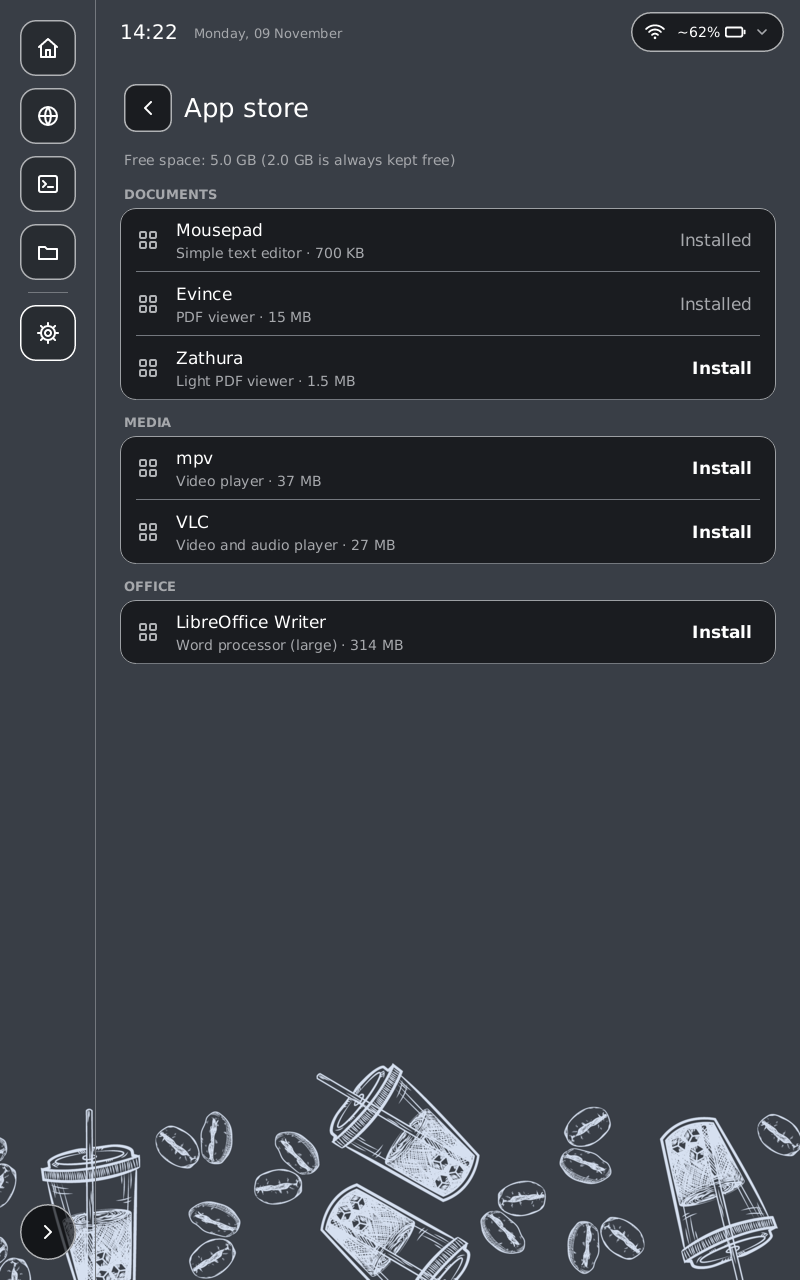 14:22 Monday, 09 November ~62%
App store
Free space: 5.0 GB (2.0 GB is always kept free)
DOCUMENTS
Mousepad
Simple text editor · 700 KB
Installed
Evince
PDF viewer · 15 MB
Installed
Zathura
Light PDF viewer · 1.5 MB
Install
MEDIA
mpv
Video player · 37 MB
Install
VLC
Video and audio player · 27 MB
Install
OFFICE
LibreOffice Writer
Word processor (large) · 314 MB
Install